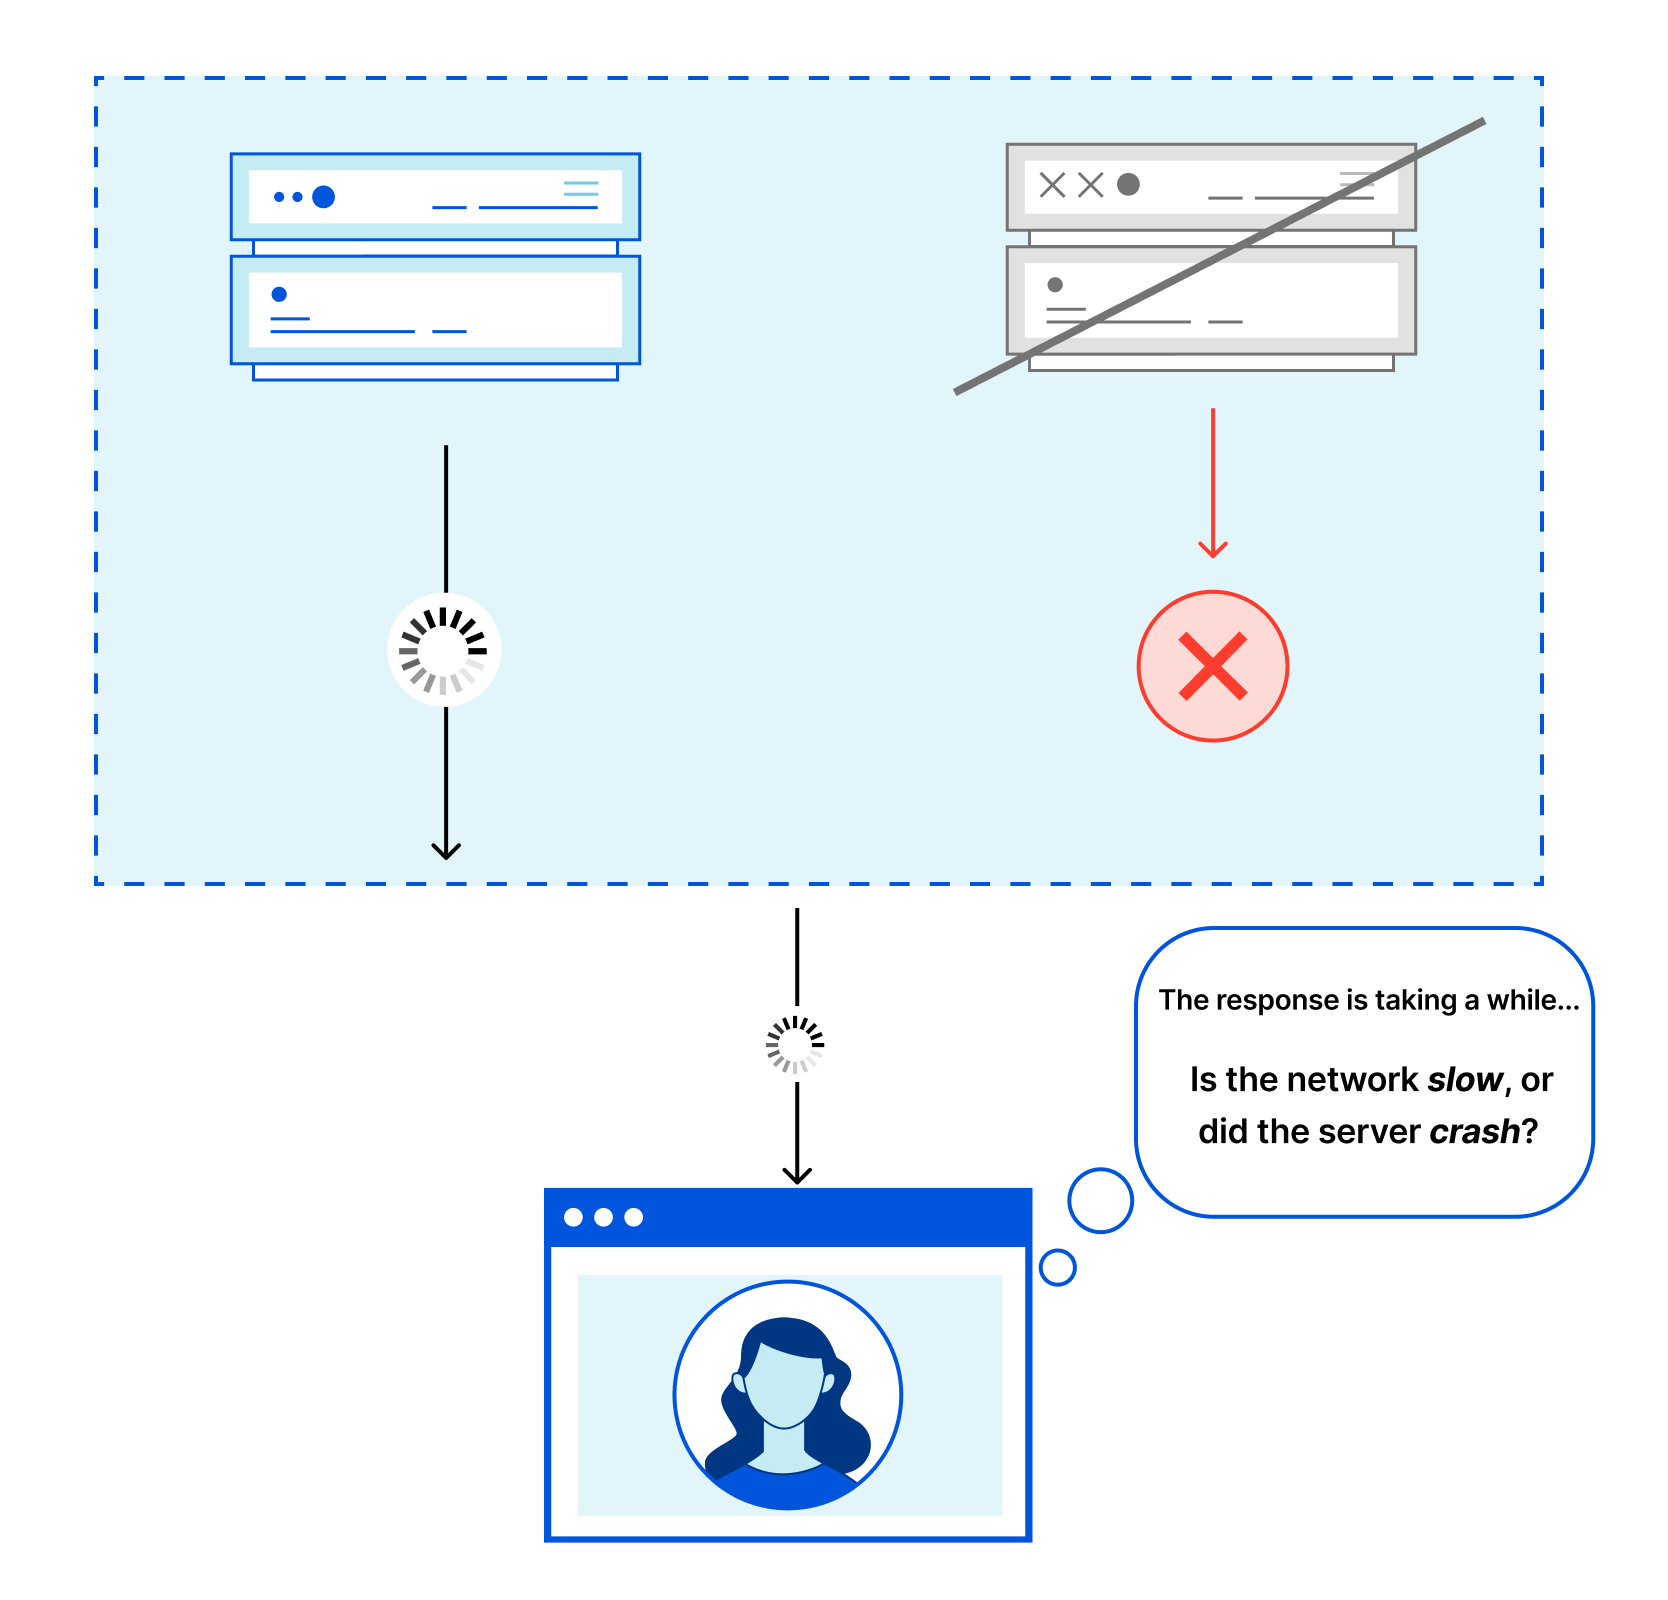 The response is taking a while...
Is the network slow, or
did the server crash?